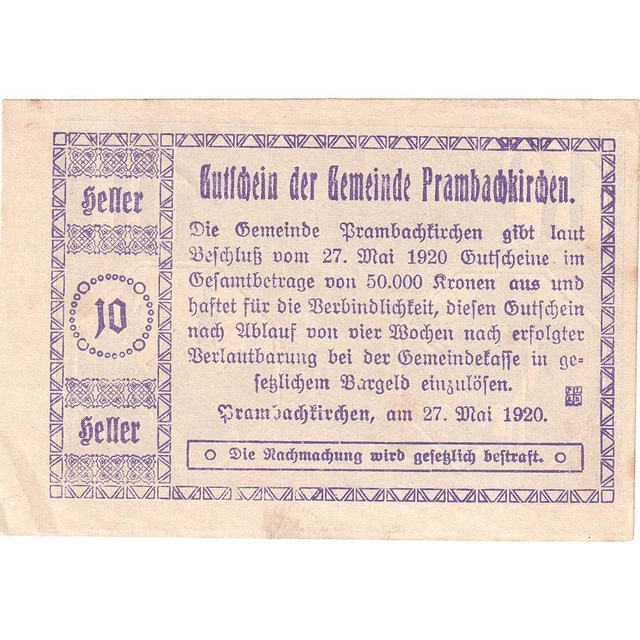 Heller
10
Heller
Gutschein der Gemeinde Prambachkirchen.
Die Gemeinde Prambachkirchen gibt laut
Beschluß vom 27. Mai 1920 Gutscheine im
Gesamtbetrage von 50.000 Kronen aus und
haftet für die Verbindlichkeit, diesen Gutschein
nach Ablauf von vier Wochen nach erfolgter
Verlautbarung bei der Gemeindekasse in ge-
setzlichem Bargeld einzulösen.
Prambachkirchen, am 27. Mai 1920.
Die Nachmachung wird gesetzlich bestraft.